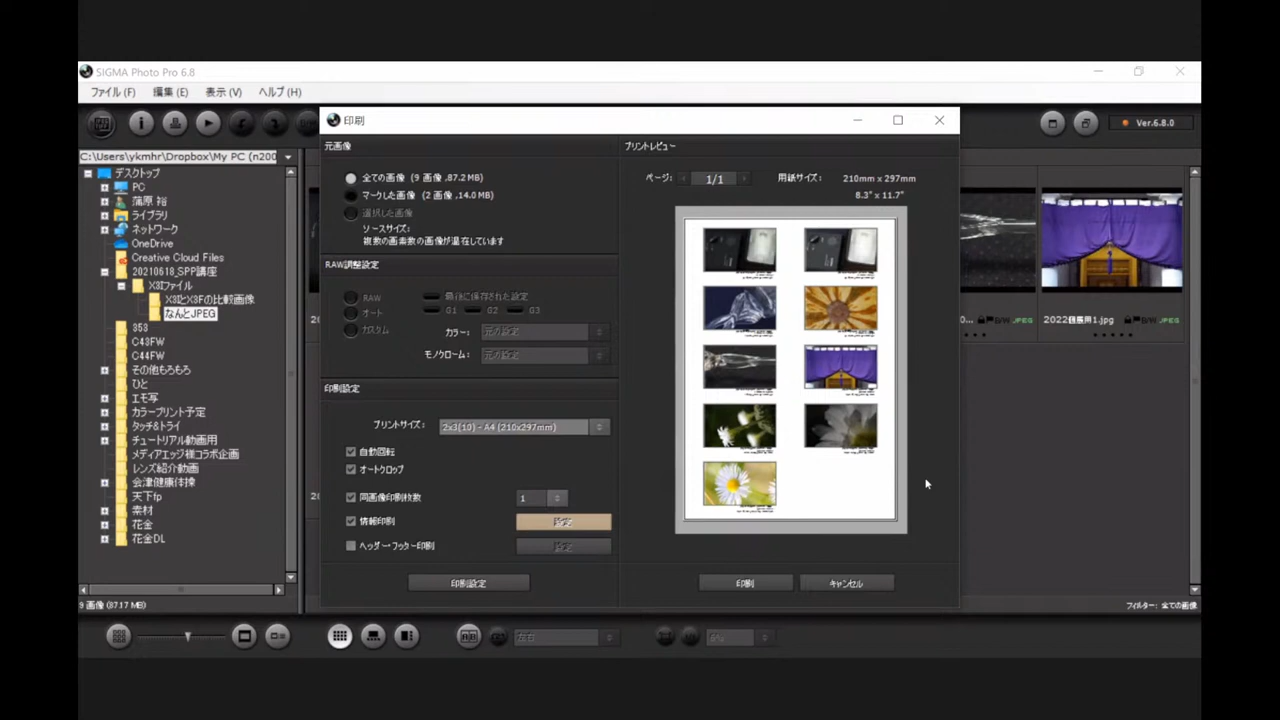 SIGMA Photo Pro 6.8
ファイル (F) 編集 (E) 表示 (V) ヘルプ (H)
Ver.6.8.0
C:\Users\ykmhr\Dropbox\My PC (n200
デスクトップ
PC
蒲原 裕
ライブラリ
ネットワーク
OneDrive
Creative Cloud Files
20210618_SPP講座
X3Iファイル
X3IとX3Fの比較画像
なんとJPEG
353
C43FW
C44FW
その他もろもろ
ひと
エモ写
カラープリント予定
タッチ&トライ
チュートリアル動画用
メディアエッジ様コラボ企画
レンズ紹介動画
会津健康体操
天下fp
素材
花金
花金DL
9 画像 (87.17 MB)
印刷
元画像
全ての画像 (9 画像 ,87.2 MB)
マークした画像 (2 画像 ,14.0 MB)
選択した画像
ソースサイズ:
複数の画素数の画像が混在しています
RAW調整設定
RAW
オート
カスタム
最後に保存された設定
G1 G2 G3
カラー: 元の設定
モノクローム: 元の設定
印刷設定
プリントサイズ: 2x3(10) - A4 (210x297mm)
自動回転
オートクロップ
同画像印刷枚数 1
情報印刷 設定
ヘッダー・フッター印刷 設定
印刷設定
プリントレビュー
ページ: 1/1 用紙サイズ: 210mm x 297mm
8.3" x 11.7"
印刷 キャンセル
0... JPEG
2022個展用1.jpg JPEG
フィルター: 全ての画像
左右